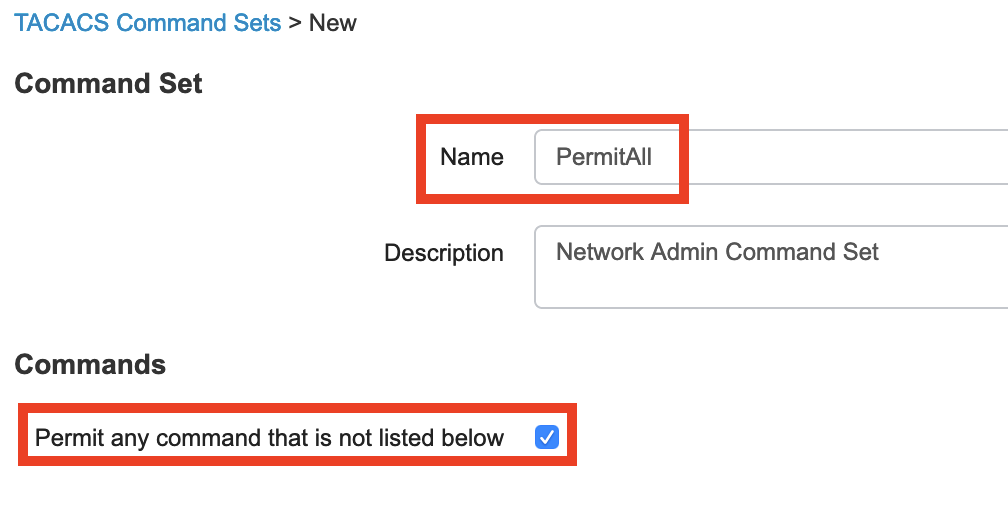 TACACS Command Sets > New
Command Set
Name PermitAll
Description Network Admin Command Set
Commands
Permit any command that is not listed below